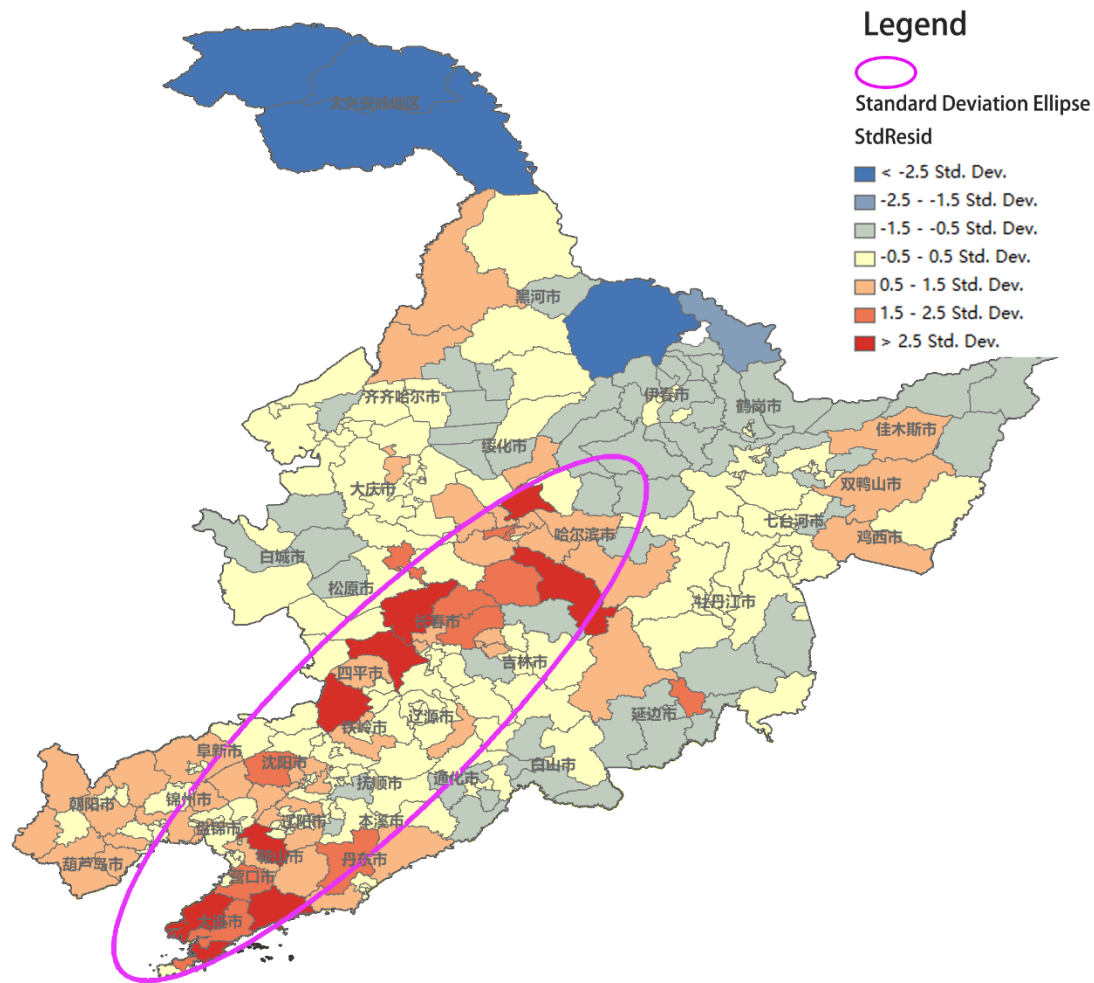 Legend
Standard Deviation Ellipse
StdResid
< -2.5 Std. Dev.
-2.5 - -1.5 Std. Dev.
-1.5 - -0.5 Std. Dev.
-0.5 - 0.5 Std. Dev.
0.5 - 1.5 Std. Dev.
1.5 - 2.5 Std. Dev.
> 2.5 Std. Dev.
大兴安岭地区
黑河市
齐齐哈尔市
伊春市
鹤岗市
佳木斯市
绥化市
大庆市
双鸭山市
七台河市
哈尔滨市
鸡西市
白城市
松原市
牡丹江市
长春市
吉林市
四平市
延边市
辽源市
铁岭市
阜新市
沈阳市
白山市
通化市
抚顺市
朝阳市
锦州市
盘锦市
辽阳市
本溪市
葫芦岛市
鞍山市
丹东市
营口市
大连市